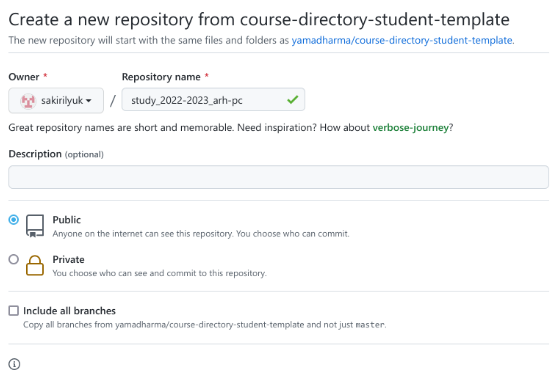 Create a new repository from course-directory-student-template
The new repository will start with the same files and folders as yamadharma/course-directory-student-template.
Owner * Repository name *
sakirilyuk / study_2022-2023_arh-pc
Great repository names are short and memorable. Need inspiration? How about verbose-journey?
Description (optional)
Public
Anyone on the internet can see this repository. You choose who can commit.
Private
You choose who can see and commit to this repository.
Include all branches
Copy all branches from yamadharma/course-directory-student-template and not just master.